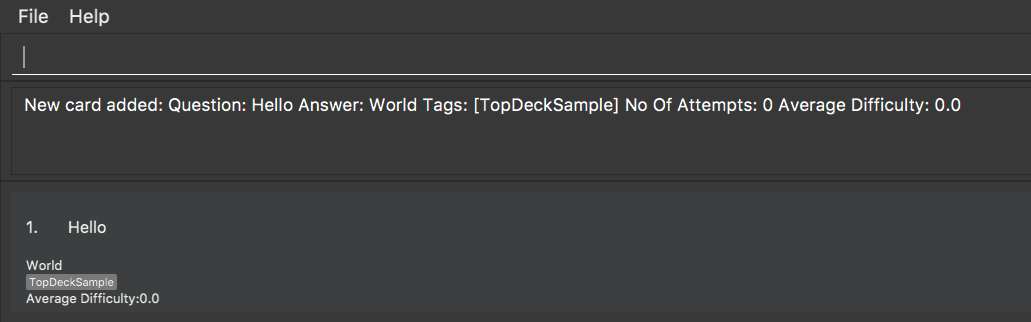 File Help
New card added: Question: Hello Answer: World Tags: [TopDeckSample] No Of Attempts: 0 Average Difficulty: 0.0
1. Hello
World
TopDeckSample
Average Difficulty:0.0